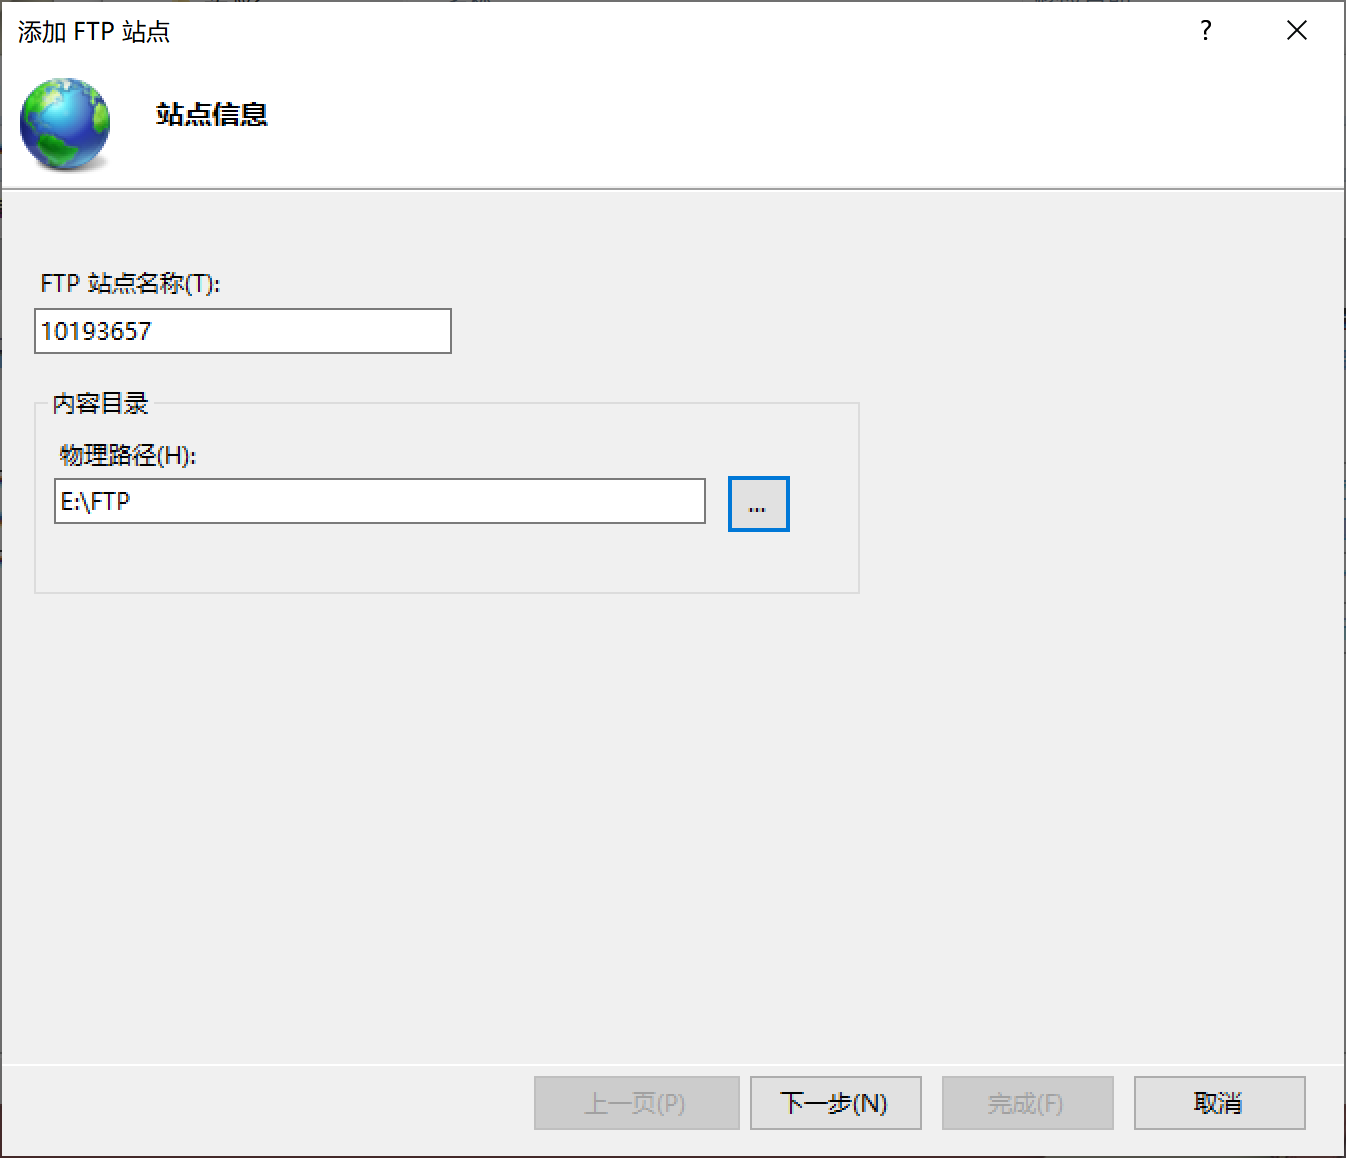 添加 FTP 站点
?
站点信息
FTP 站点名称(T):
10193657
内容目录
物理路径(H):
E:\FTP
...
上一页(P)
下一步(N)
完成(F)
取消